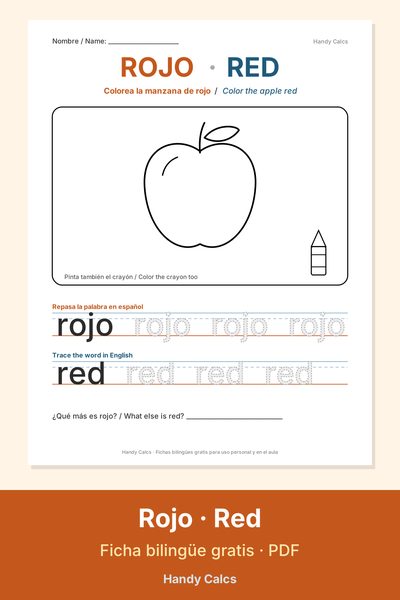 Nombre / Name: ____________________ Handy Calcs
ROJO • RED
Colorea la manzana de rojo / Color the apple red
Pinta también el crayón / Color the crayon too
Repasa la palabra en español
rojo rojo rojo rojo
Trace the word in English
red red red red
¿Qué más es rojo? / What else is red? ____________________
Handy Calcs · Fichas bilingües gratis para uso personal y en el aula
Rojo · Red
Ficha bilingüe gratis · PDF
Handy Calcs